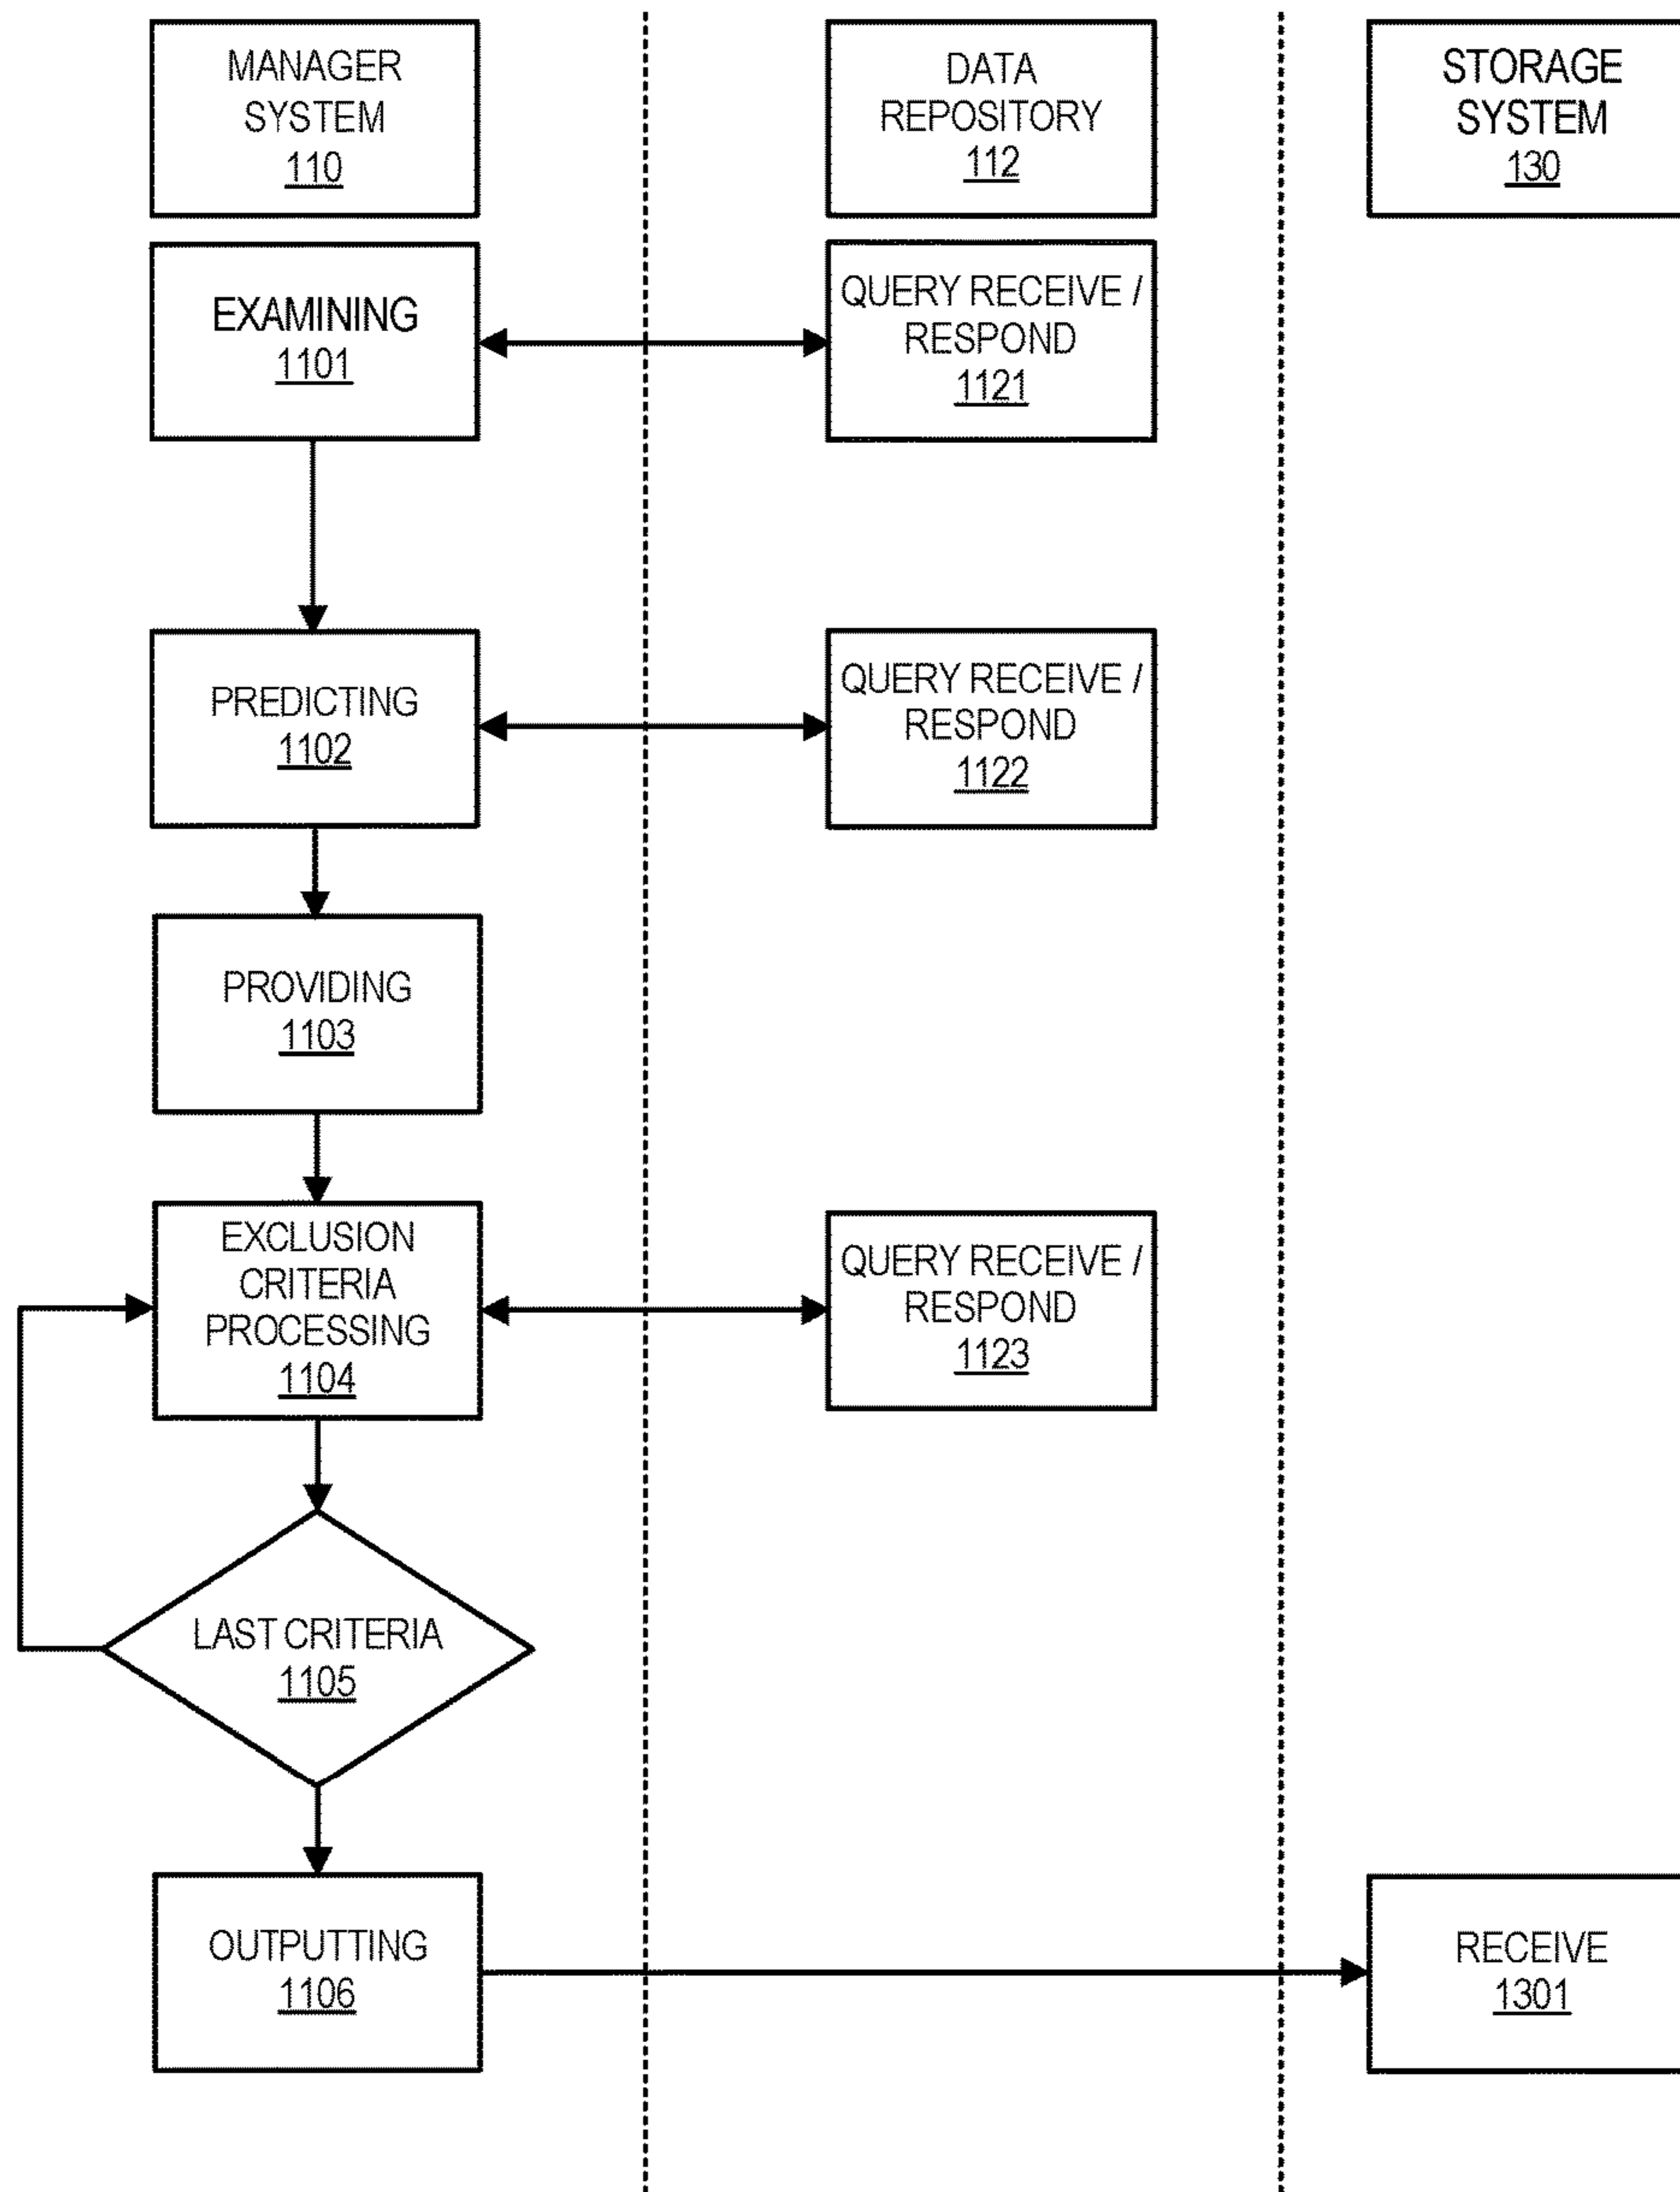 MANAGER
SYSTEM
110
DATA
REPOSITORY
112
STORAGE
SYSTEM
130
EXAMINING
1101
QUERY RECEIVE /
RESPOND
1121
PREDICTING
1102
QUERY RECEIVE /
RESPOND
1122
PROVIDING
1103
EXCLUSION
CRITERIA
PROCESSING
1104
QUERY RECEIVE /
RESPOND
1123
LAST CRITERIA
1105
OUTPUTTING
1106
RECEIVE
1301